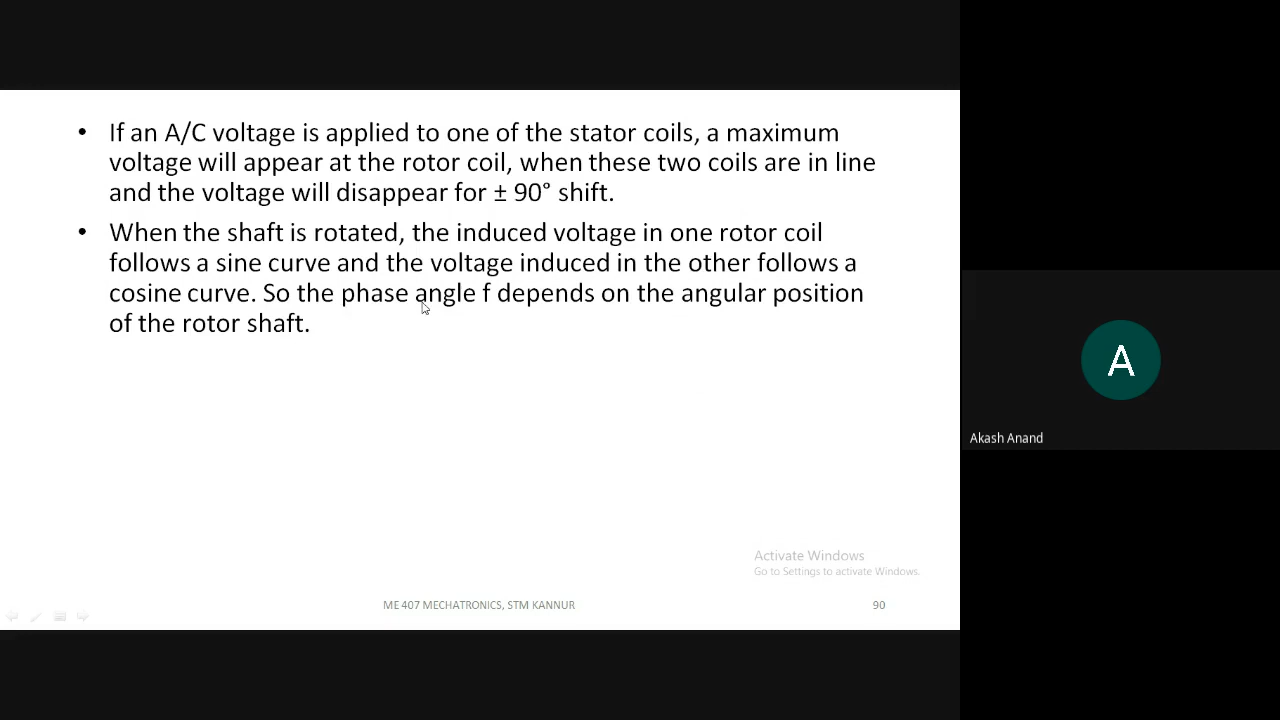 • If an A/C voltage is applied to one of the stator coils, a maximum
voltage will appear at the rotor coil, when these two coils are in line
and the voltage will disappear for ± 90° shift.
• When the shaft is rotated, the induced voltage in one rotor coil
follows a sine curve and the voltage induced in the other follows a
cosine curve. So the phase angle f depends on the angular position
of the rotor shaft.
A
Akash Anand
Activate Windows
Go to Settings to activate Windows.
ME 407 MECHATRONICS, STM KANNUR
90